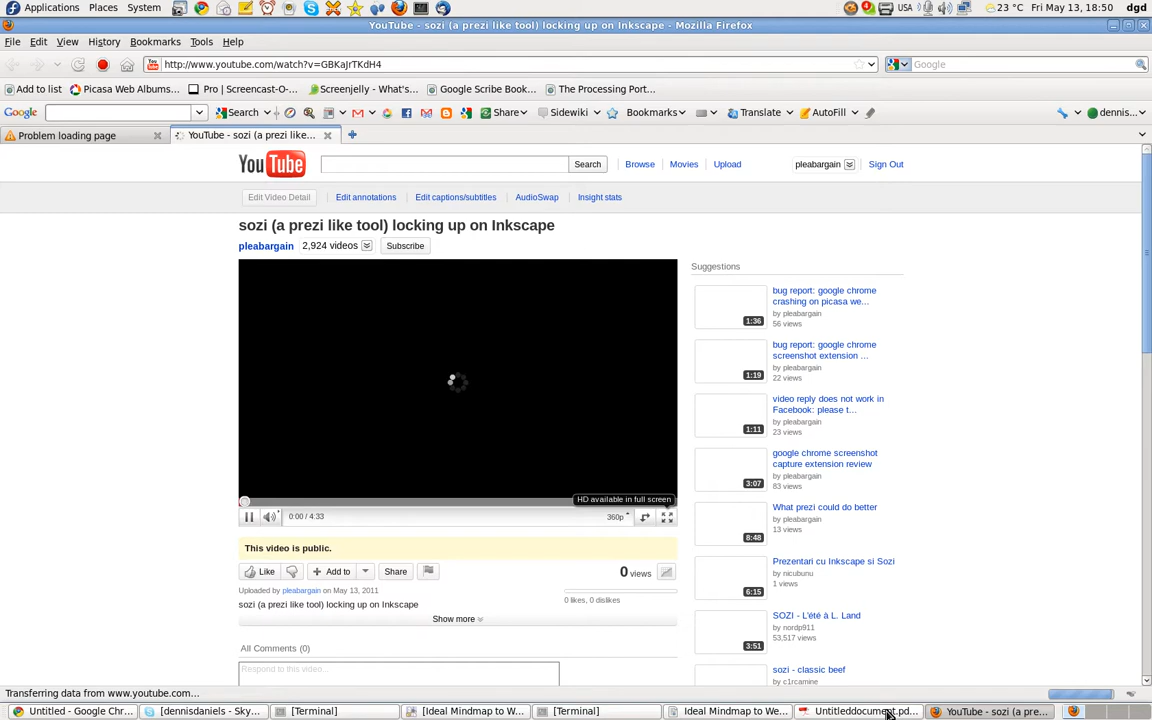 Applications Places System USA 23 °C Fri May 13, 18:50 dgd
YouTube - sozi (a prezi like tool) locking up on Inkscape - Mozilla Firefox
File Edit View History Bookmarks Tools Help
http://www.youtube.com/watch?v=GBKaJrTKdH4 Google
Add to list Picasa Web Albums... Pro | Screencast-O-... Screenjelly - What's... Google Scribe Book... The Processing Port...
Google Search Share Sidewiki Bookmarks Translate AutoFill dennis...
Problem loading page YouTube - sozi (a prezi like...
YouTube Search Browse Movies Upload pleabargain Sign Out
Edit Video Detail Edit annotations Edit captions/subtitles AudioSwap Insight stats
sozi (a prezi like tool) locking up on Inkscape
pleabargain 2,924 videos Subscribe
HD available in full screen
0:00 / 4:33 360p
This video is public.
Like Add to Share 0 views
Uploaded by pleabargain on May 13, 2011
0 likes, 0 dislikes
sozi (a prezi like tool) locking up on Inkscape
Show more
All Comments (0)
Respond to this video...
Suggestions
bug report: google chrome
crashing on picasa we...
by pleabargain
56 views
1:36
bug report: google chrome
screenshot extension ...
by pleabargain
22 views
1:19
video reply does not work in
Facebook: please t...
by pleabargain
23 views
1:11
google chrome screenshot
capture extension review
by pleabargain
83 views
3:07
What prezi could do better
by pleabargain
13 views
8:48
Prezentari cu Inkscape si Sozi
by nicubunu
1 views
6:15
SOZI - L'été à L. Land
by nordp911
53,517 views
3:51
sozi - classic beef
by c1rcamine
Transferring data from www.youtube.com...
Untitled - Google Chr... [dennisdaniels - Sky... [Terminal] [Ideal Mindmap to W... [Terminal] Ideal Mindmap to We... Untitleddocument.pd... YouTube - sozi (a pre...